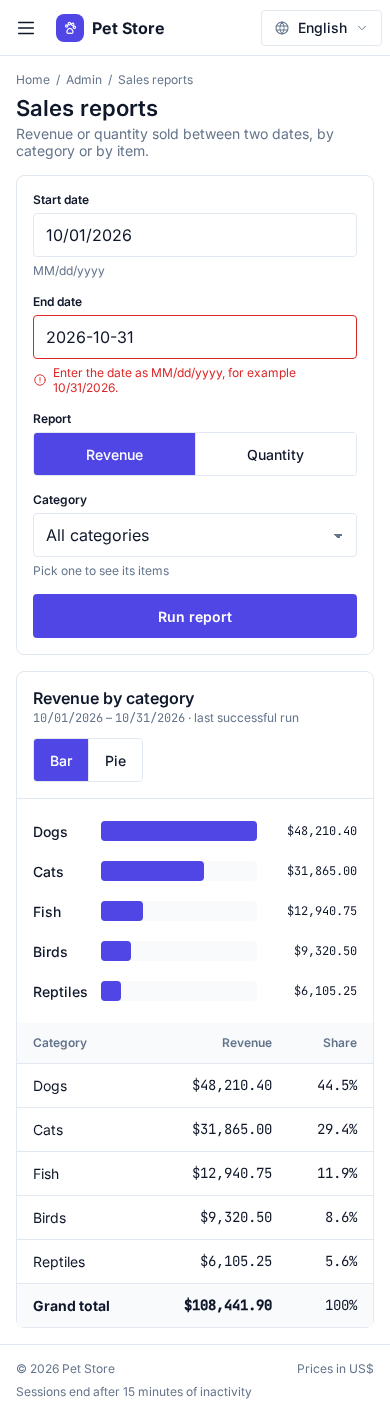 Pet Store
English
Home / Admin / Sales reports
Sales reports
Revenue or quantity sold between two dates, by
category or by item.
Start date
10/01/2026
MM/dd/yyyy
End date
2026-10-31
Enter the date as MM/dd/yyyy, for example
10/31/2026.
Report
Revenue Quantity
Category
All categories
Pick one to see its items
Run report
Revenue by category
10/01/2026 – 10/31/2026 · last successful run
Bar Pie
Dogs $48,210.40
Cats $31,865.00
Fish $12,940.75
Birds $9,320.50
Reptiles $6,105.25
Category Revenue Share
Dogs $48,210.40 44.5%
Cats $31,865.00 29.4%
Fish $12,940.75 11.9%
Birds $9,320.50 8.6%
Reptiles $6,105.25 5.6%
Grand total $108,441.90 100%
© 2026 Pet Store Prices in US$
Sessions end after 15 minutes of inactivity